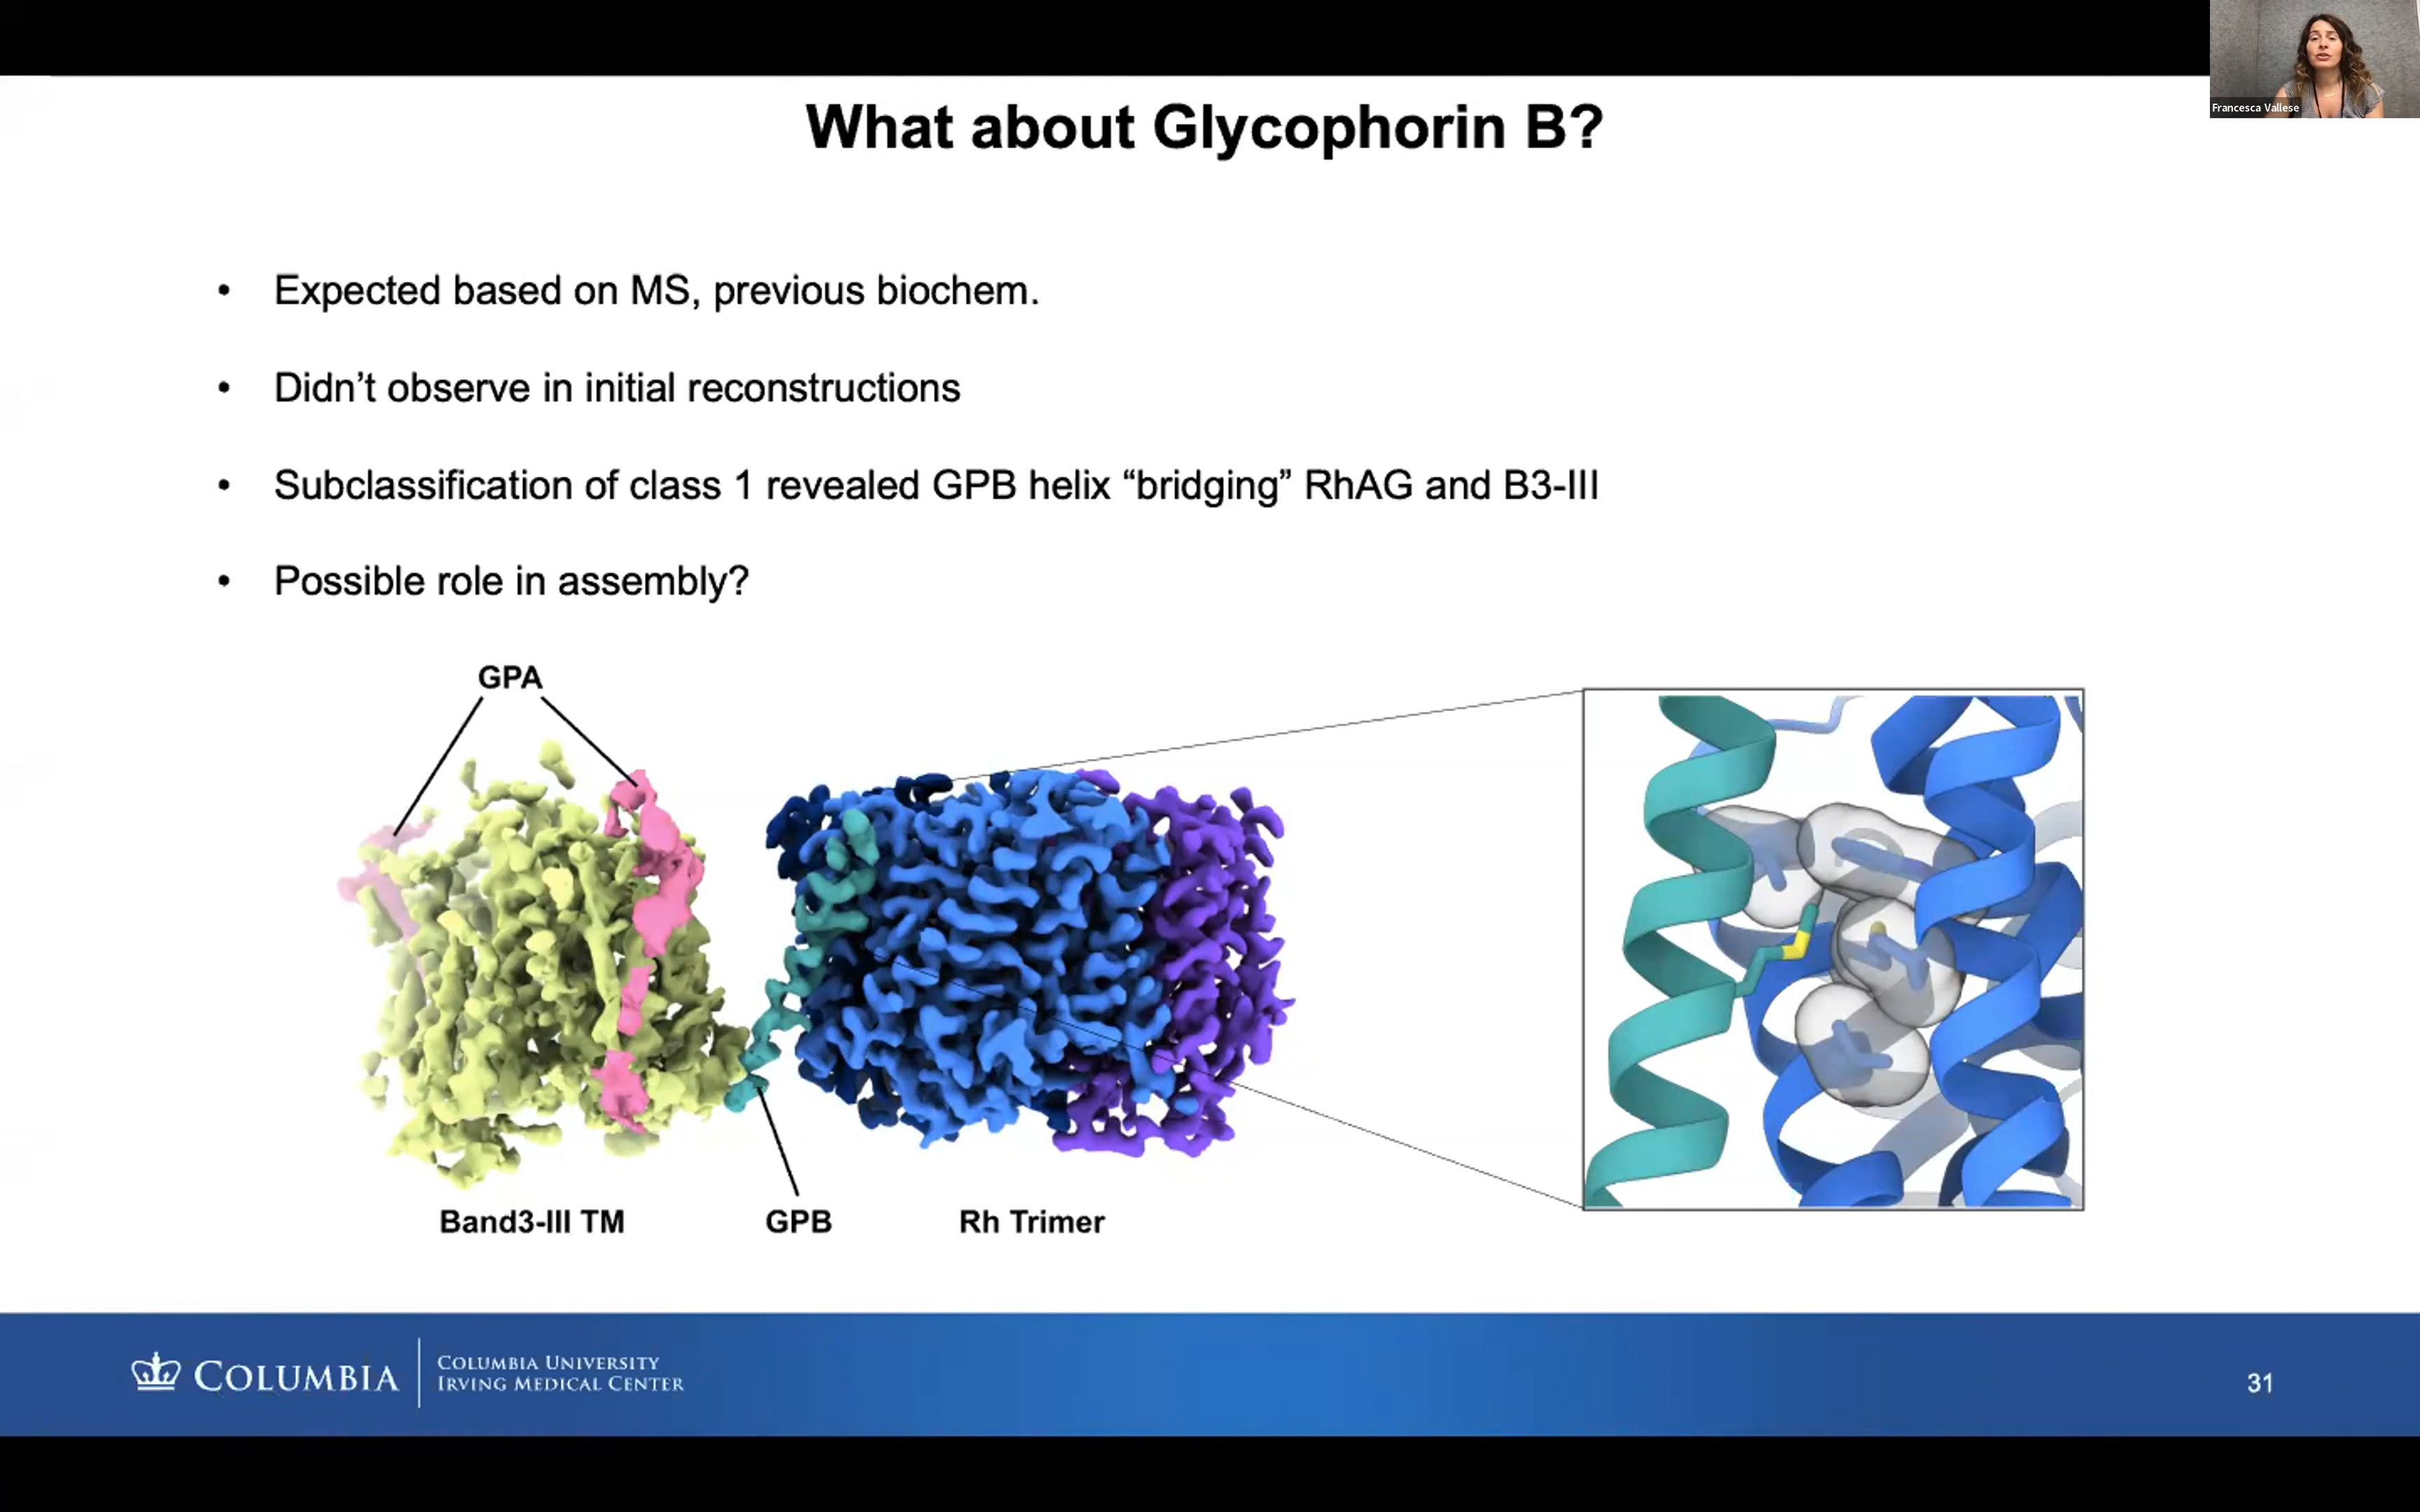 Francesca Vallese
What about Glycophorin B?
• Expected based on MS, previous biochem.
• Didn’t observe in initial reconstructions
• Subclassification of class 1 revealed GPB helix “bridging” RhAG and B3-III
• Possible role in assembly?
GPA
Band3-III TM
GPB
Rh Trimer
COLUMBIA
COLUMBIA UNIVERSITY
IRVING MEDICAL CENTER
31